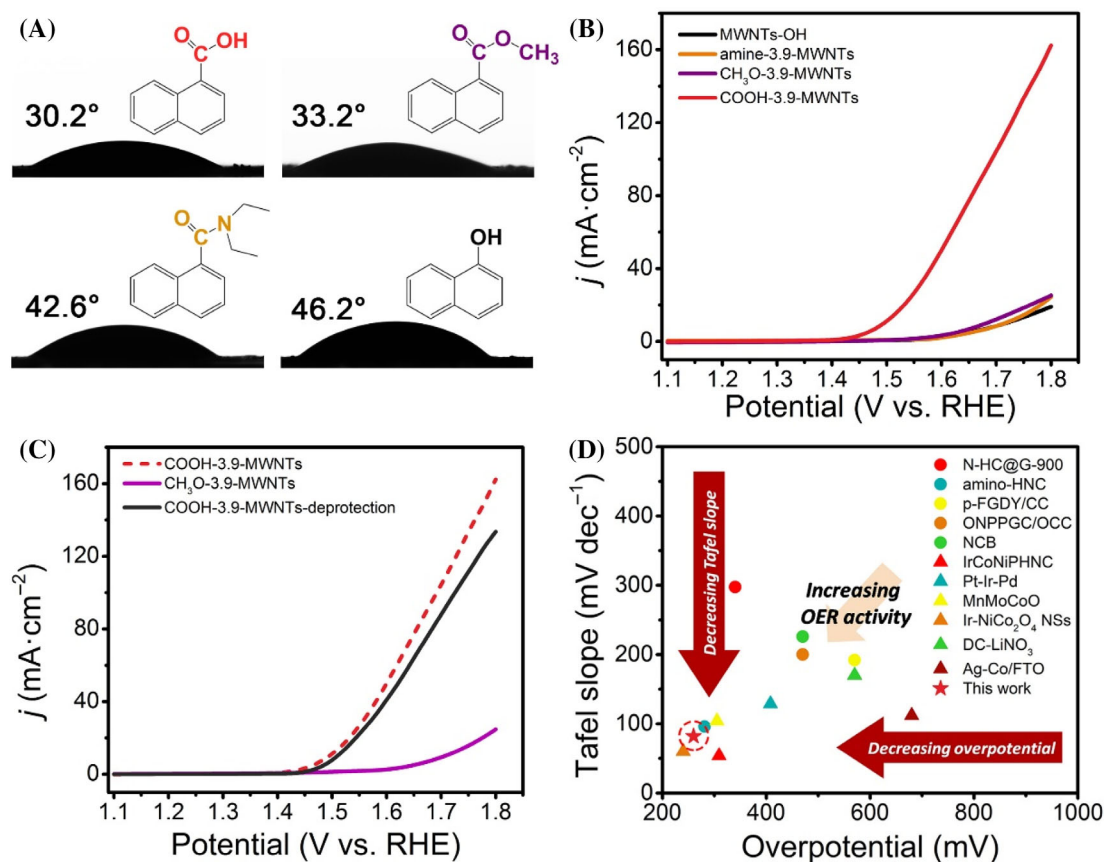 (A)
O
C
OH
30.2°
O
C
O
CH₃
33.2°
O
C
N
42.6°
OH
46.2°
(B)
MWNTs-OH
amine-3.9-MWNTs
CH₃O-3.9-MWNTs
COOH-3.9-MWNTs
160
120
80
40
0
j (mA·cm⁻²)
1.1 1.2 1.3 1.4 1.5 1.6 1.7 1.8
Potential (V vs. RHE)
(C)
COOH-3.9-MWNTs
CH₃O-3.9-MWNTs
COOH-3.9-MWNTs-deprotection
160
120
80
40
0
j (mA·cm⁻²)
1.1 1.2 1.3 1.4 1.5 1.6 1.7 1.8
Potential (V vs. RHE)
(D)
500
400
300
200
100
0
Tafel slope (mV dec⁻¹)
Decreasing Tafel slope
Increasing
OER activity
N-HC@G-900
amino-HNC
p-FGDY/CC
ONPPGC/OCC
NCB
IrCoNiPHNC
Pt-Ir-Pd
MnMoCoO
Ir-NiCo₂O₄ NSs
DC-LiNO₃
Ag-Co/FTO
This work
Decreasing overpotential
200 400 600 800 1000
Overpotential (mV)